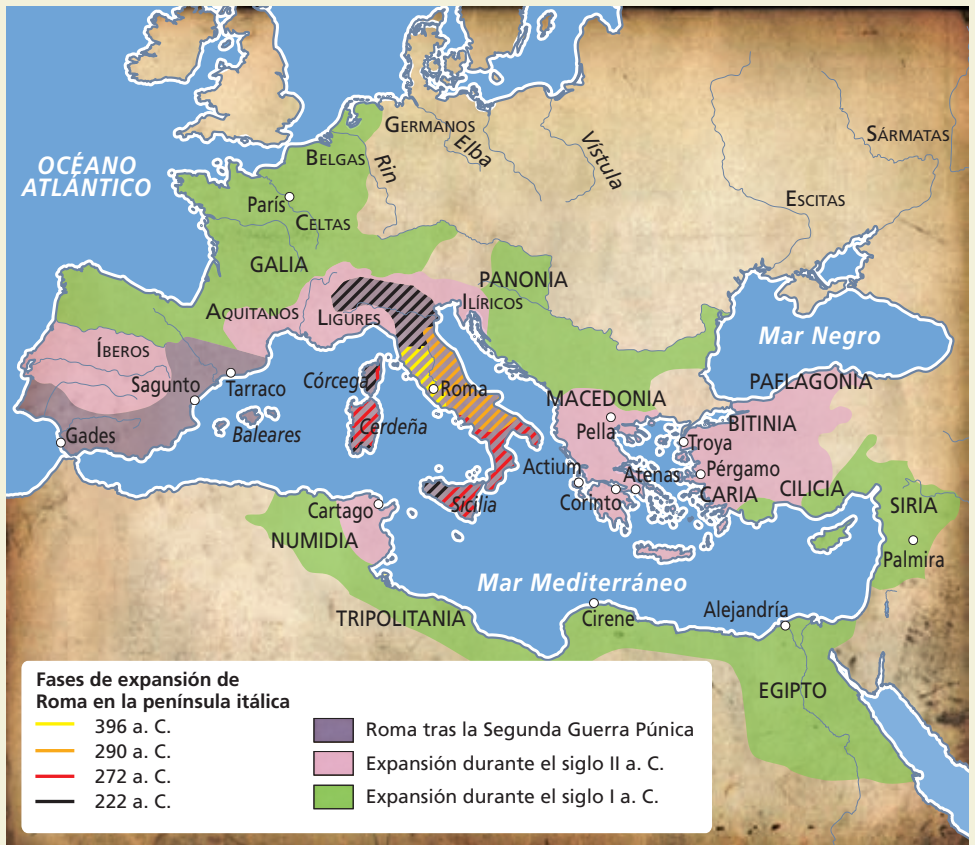 GERMANOS
Elba
Vístula
SÁRMATAS
BELGAS
Rin
OCÉANO
ATLÁNTICO
París
CELTAS
ESCITAS
GALIA
PANONIA
ILÍRICOS
AQUITANOS
LIGURES
Mar Negro
ÍBEROS
Sagunto
Tarraco
Córcega
Roma
MACEDONIA
PAFLAGONIA
BITINIA
Gades
Baleares
Cerdeña
Pella
Troya
Actium
Atenas
Pérgamo
Sicilia
Corinto
CARIA
CILICIA
SIRIA
Cartago
NUMIDIA
Palmira
Mar Mediterráneo
TRIPOLITANIA
Cirene
Alejandría
EGIPTO
Fases de expansión de
Roma en la península itálica
396 a. C.
290 a. C.
272 a. C.
222 a. C.
Roma tras la Segunda Guerra Púnica
Expansión durante el siglo II a. C.
Expansión durante el siglo I a. C.